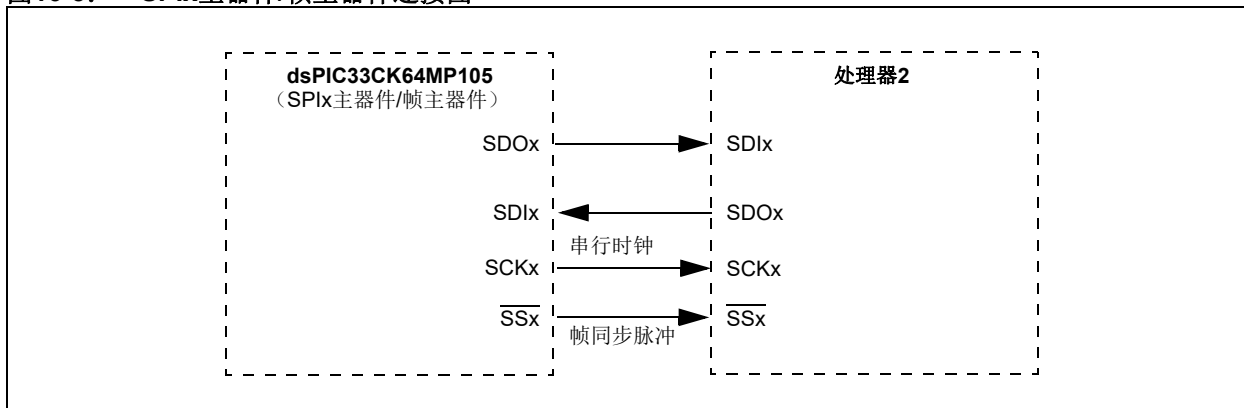 dsPIC33CK64MP105
（SPIx主器件/帧主器件）
处理器2
SDOx
SDIx
SDIx
SDOx
串行时钟
SCKx
SCKx
SSx
SSx
帧同步脉冲